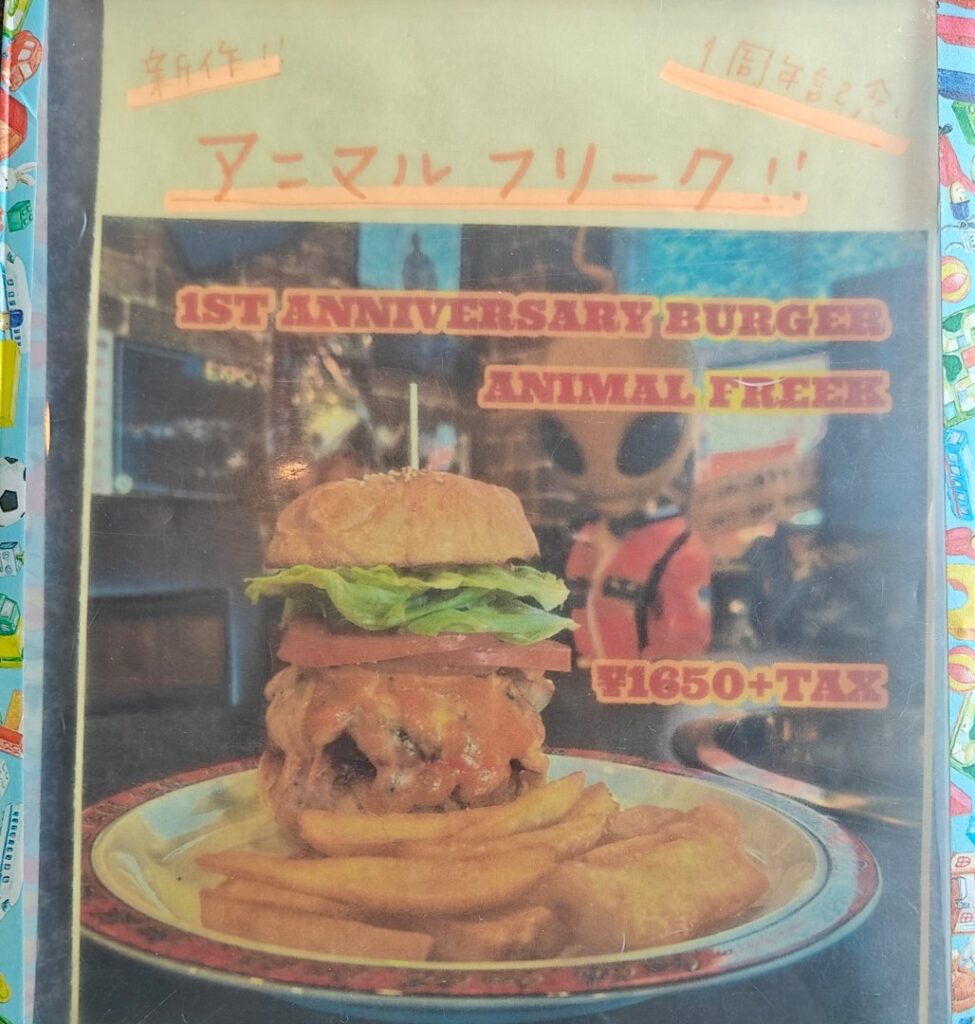 新作!!
1周年記念!!
アニマル フリーク!!
1ST ANNIVERSARY BURGER
ANIMAL FREEK
EXPO
¥1650+TAX